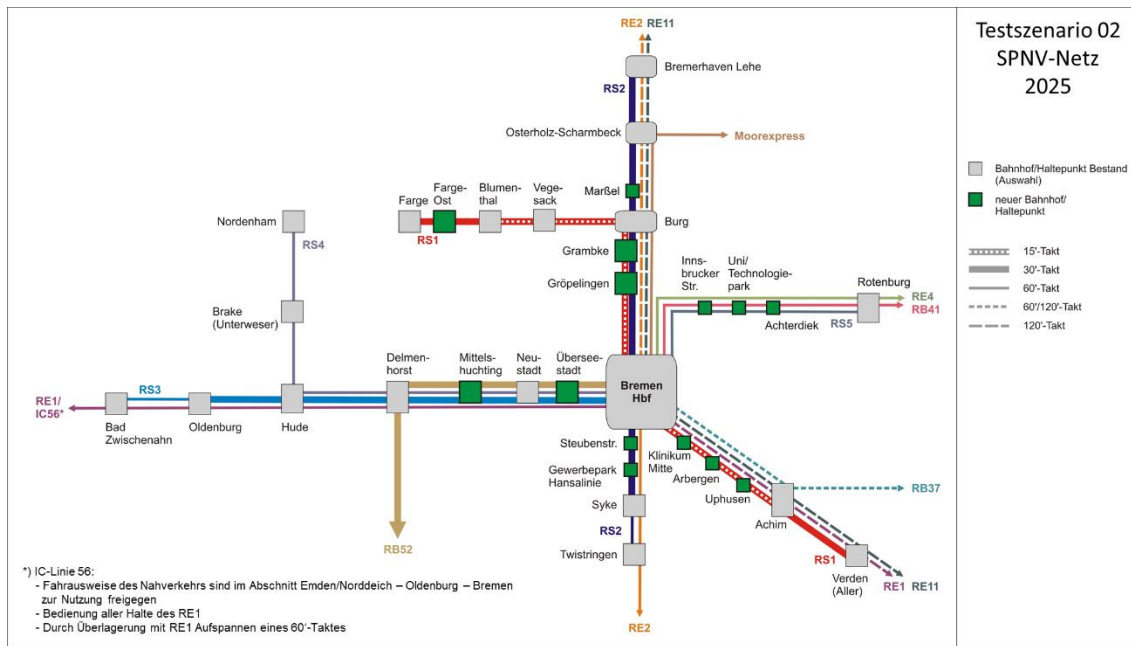 Testszenario 02
SPNV-Netz
2025
RE2
RE11
Bremerhaven Lehe
RS2
Osterholz-Scharmbeck
Moorexpress
Bahnhof/Haltepunkt Bestand
(Auswahl)
neuer Bahnhof/
Haltepunkt
15'-Takt
30'-Takt
60'-Takt
60'/120'-Takt
120'-Takt
Marßel
Farge
Farge-
Ost
Blumen-
thal
Vege-
sack
Burg
RS1
Nordenham
RS4
Grambke
Gröpelingen
Inns-
brucker
Str.
Uni/
Technologie-
park
Achterdiek
Rotenburg
RE4
RB41
RS5
Brake
(Unterweser)
Delmen-
horst
Mittels-
huchting
Neu-
stadt
Übersee-
stadt
Bremen
Hbf
RS3
RE1/
IC56*
Bad
Zwischenahn
Oldenburg
Hude
RB52
Steubenstr.
Gewerbepark
Hansalinie
Syke
RS2
Twistringen
RE2
Klinikum
Mitte
Arbergen
Uphusen
Achim
RB37
RS1
Verden
(Aller)
RE1
RE11
*) IC-Linie 56:
- Fahrausweise des Nahverkehrs sind im Abschnitt Emden/Norddeich – Oldenburg – Bremen
zur Nutzung freigegen
- Bedienung aller Halte des RE1
- Durch Überlagerung mit RE1 Aufspannen eines 60'-Taktes